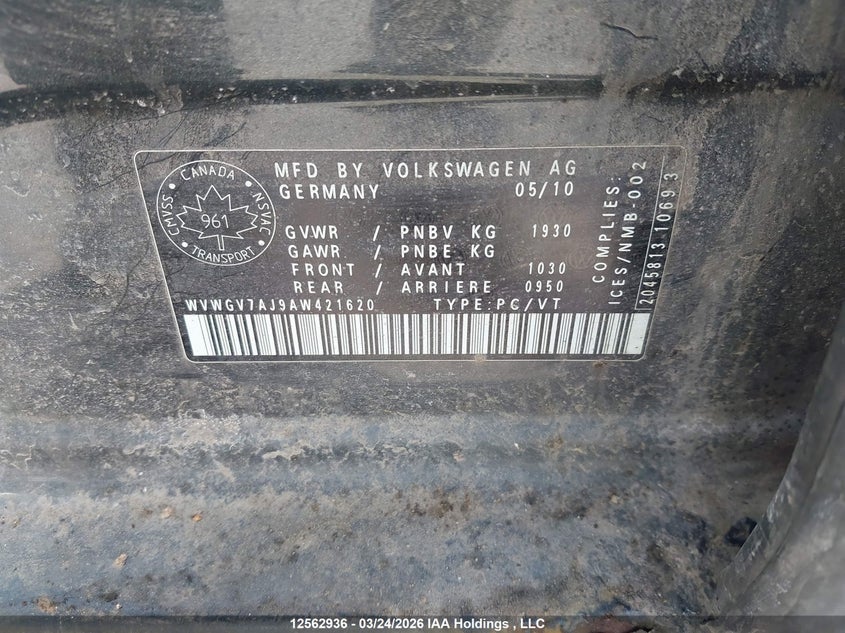 CANADA
CMVSS
NSVAC
961
TRANSPORT
MFD BY VOLKSWAGEN AG
GERMANY 05/10
GVWR / PNBV KG 1930
GAWR / PNBE KG
FRONT / AVANT 1030
REAR / ARRIERE 0950
WVWGV7AJ9AW421620 TYPE:PC/VT
COMPLIES:
ICES/NMB-002
2045813 10693
12562936 - 03/24/2026 IAA Holdings , LLC